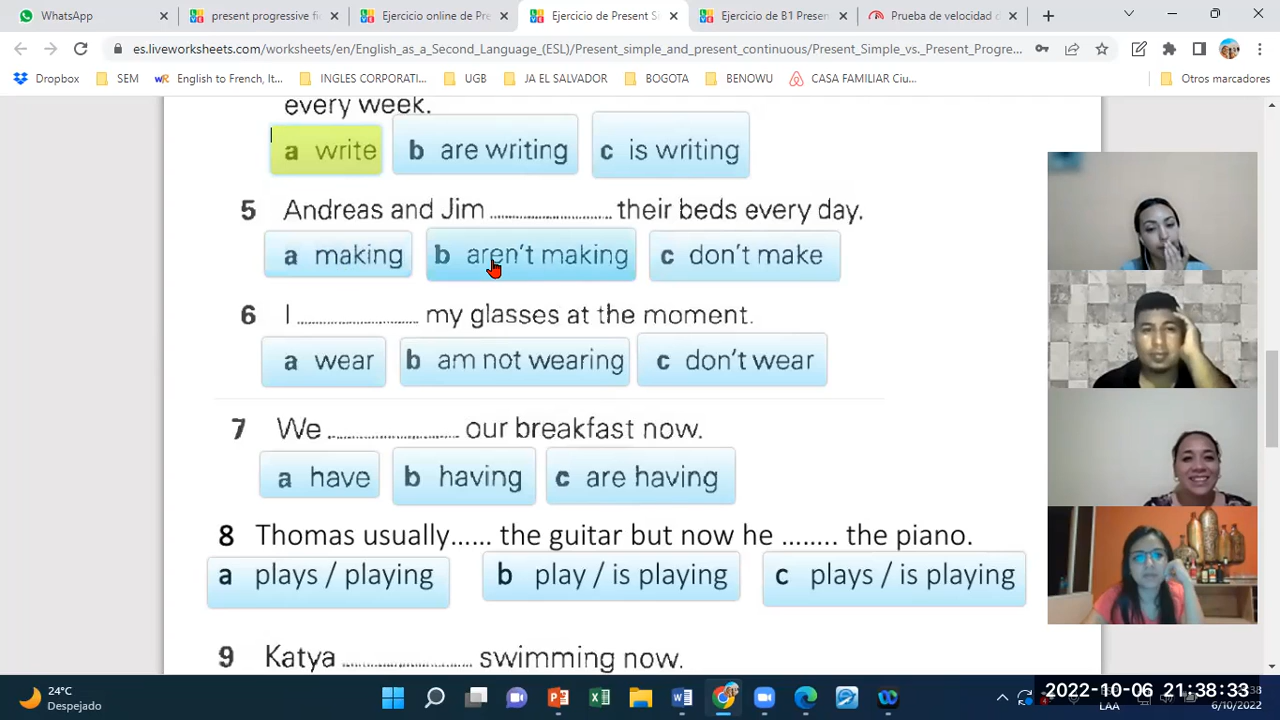 WhatsApp
present progressive fi
Ejercicio online de Pre
Ejercicio de Present Si
Ejercicio de B1 Presen
Prueba de velocidad d
es.liveworksheets.com/worksheets/en/English_as_a_Second_Language_(ESL)/Present_simple_and_present_continuous/Present_Simple_vs._Present_Progre...
Dropbox
SEM
English to French, It...
INGLES CORPORATI...
UGB
JA EL SALVADOR
BOGOTA
BENOWU
CASA FAMILIAR Ciu...
Otros marcadores
every week.
a write b are writing c is writing
5 Andreas and Jim ........................ their beds every day.
a making b aren't making c don't make
6 I ........................ my glasses at the moment.
a wear b am not wearing c don't wear
7 We ........................ our breakfast now.
a have b having c are having
8 Thomas usually...... the guitar but now he ........ the piano.
a plays / playing b play / is playing c plays / is playing
9 Katya ........................ swimming now.
24°C
Despejado
LAA
2022-10-06 21:38:33
6/10/2022